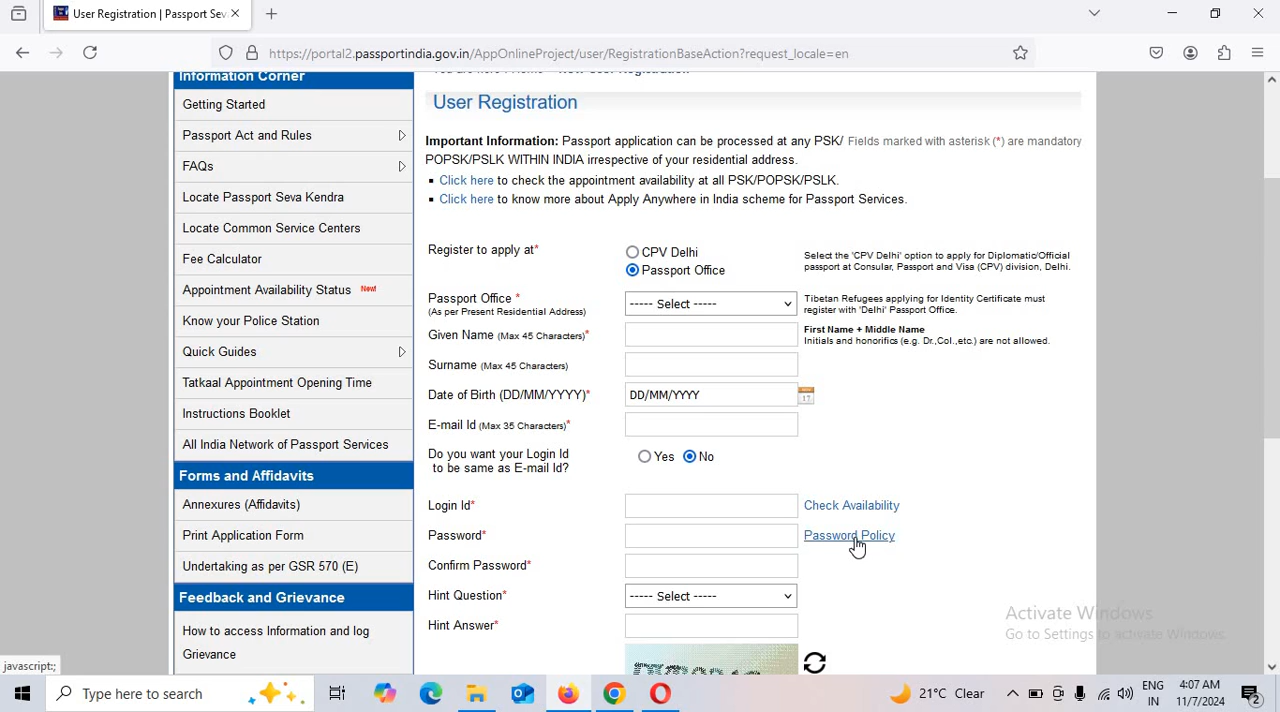 User Registration | Passport Sev
https://portal2.passportindia.gov.in/AppOnlineProject/user/RegistrationBaseAction?request_locale=en
Information Corner
Getting Started
Passport Act and Rules
FAQs
Locate Passport Seva Kendra
Locate Common Service Centers
Fee Calculator
Appointment Availability Status New!
Know your Police Station
Quick Guides
Tatkaal Appointment Opening Time
Instructions Booklet
All India Network of Passport Services
Forms and Affidavits
Annexures (Affidavits)
Print Application Form
Undertaking as per GSR 570 (E)
Feedback and Grievance
How to access Information and log
Grievance
User Registration
Important Information: Passport application can be processed at any PSK/
POPSK/PSLK WITHIN INDIA irrespective of your residential address.
Fields marked with asterisk (*) are mandatory
Click here to check the appointment availability at all PSK/POPSK/PSLK.
Click here to know more about Apply Anywhere in India scheme for Passport Services.
Register to apply at*
CPV Delhi
Passport Office
Select the 'CPV Delhi' option to apply for Diplomatic/Official
passport at Consular, Passport and Visa (CPV) division, Delhi.
Passport Office *
(As per Present Residential Address)
----- Select -----
Tibetan Refugees applying for Identity Certificate must
register with 'Delhi' Passport Office.
Given Name (Max 45 Characters)*
First Name + Middle Name
Initials and honorifics (e.g. Dr.,Col.,etc.) are not allowed.
Surname (Max 45 Characters)
Date of Birth (DD/MM/YYYY)*
DD/MM/YYYY
17
E-mail Id (Max 35 Characters)*
Do you want your Login Id
to be same as E-mail Id?
Yes
No
Login Id*
Check Availability
Password*
Password Policy
Confirm Password*
Hint Question*
----- Select -----
Hint Answer*
Activate Windows
Go to Settings to activate Windows.
javascript:;
Type here to search
21°C Clear
ENG
IN
4:07 AM
11/7/2024
2